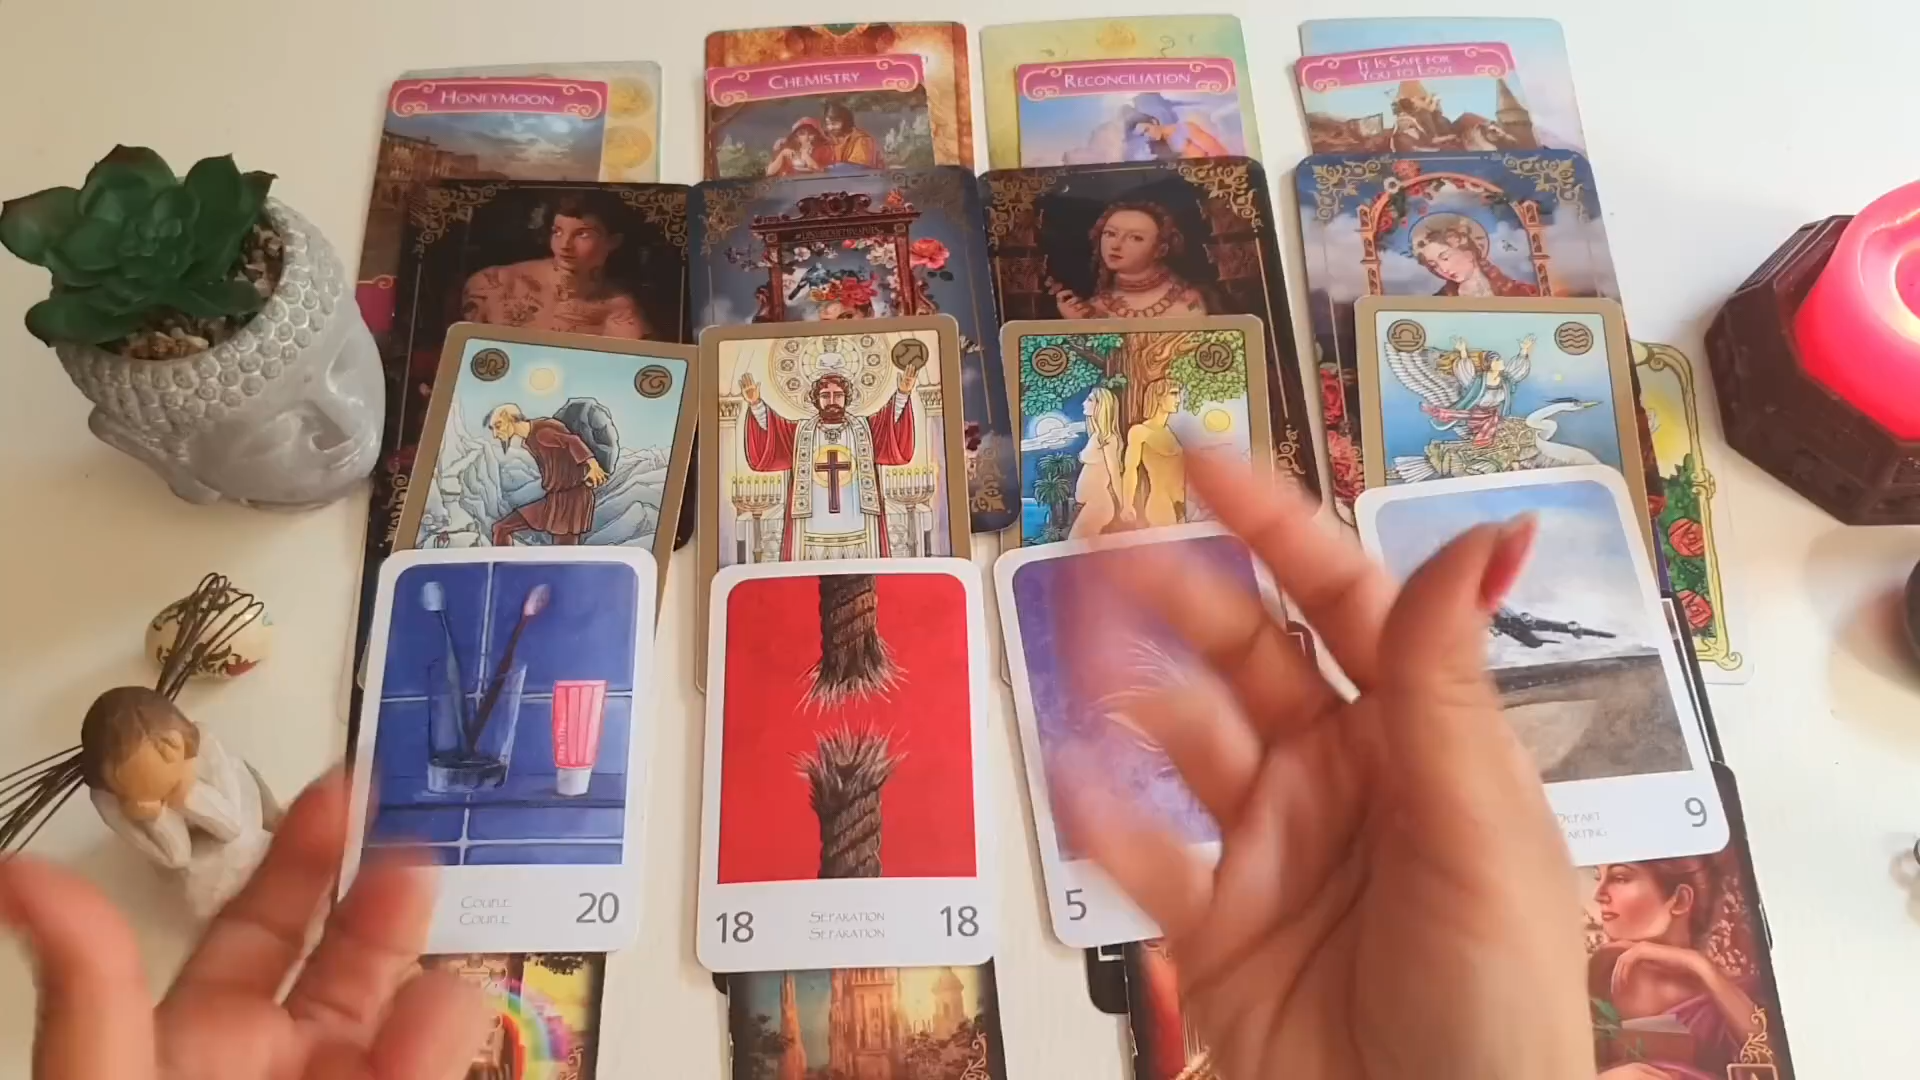 HONEYMOON
CHEMISTRY
RECONCILIATION
IT IS SAFE FOR
YOU TO LOVE
COUPLE
COUPLE
20
18
SEPARATION
SEPARATION
18
5
9